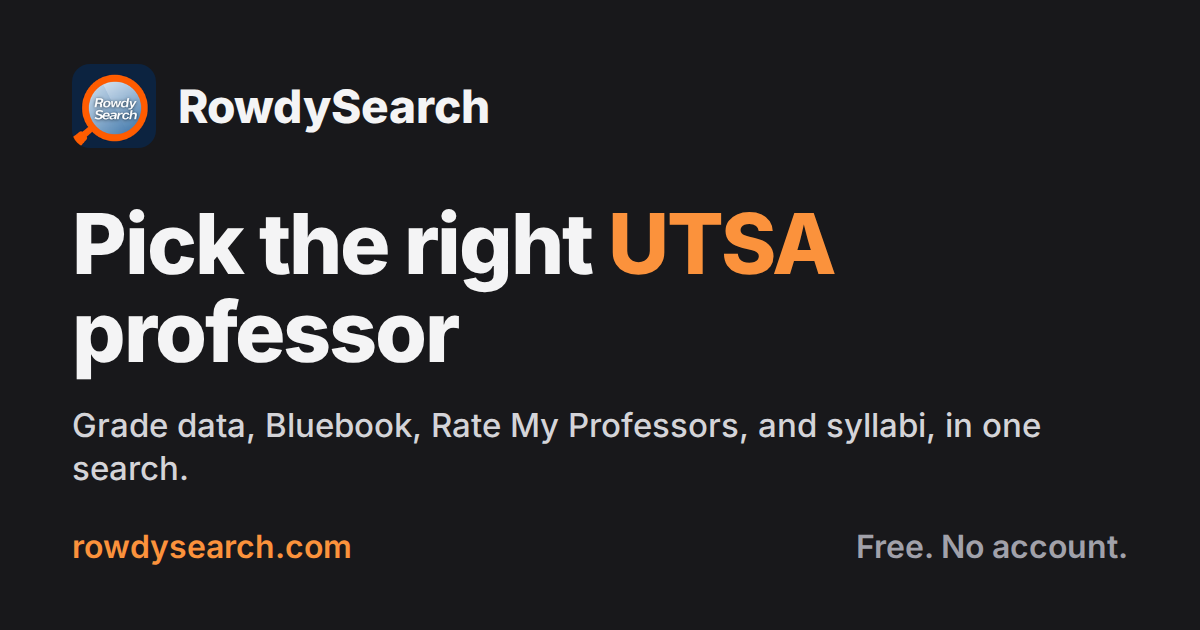 Rowdy
Search
RowdySearch
Pick the right UTSA
professor
Grade data, Bluebook, Rate My Professors, and syllabi, in one
search.
rowdysearch.com
Free. No account.